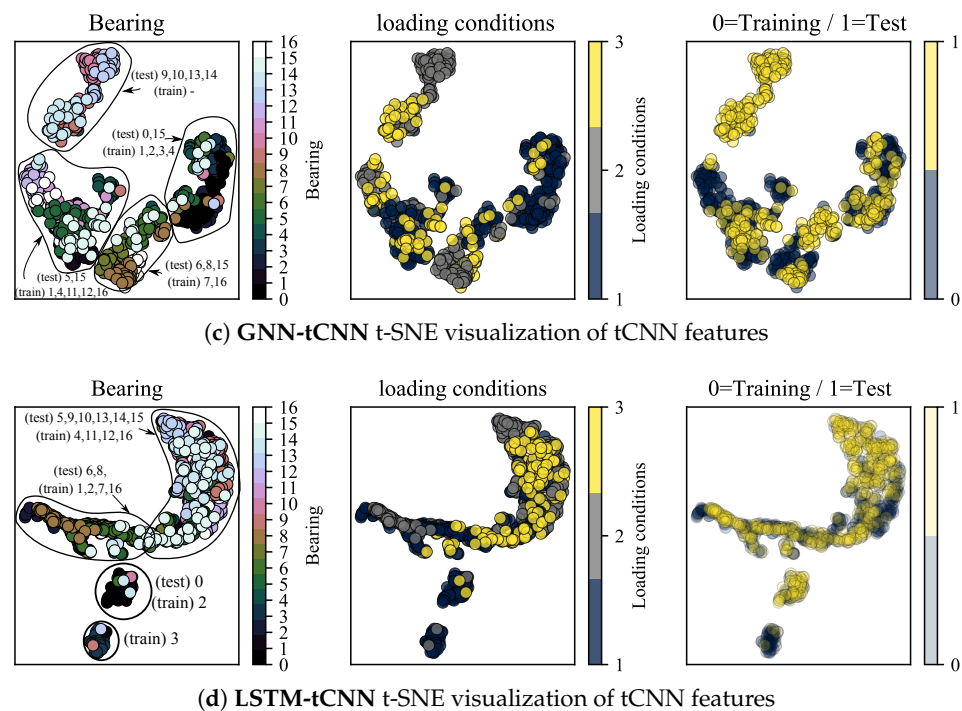 Bearing
loading conditions
0=Training / 1=Test
(test) 9,10,13,14
(train) -
(test) 0,15
(train) 1,2,3,4
(test) 5,15
(train) 1,4,11,12,16
(test) 6,8,15
(train) 7,16
16
15
14
13
12
11
10
9
8
7
6
5
4
3
2
1
0
Bearing
3
2
1
Loading conditions
1
0
(c) GNN-tCNN t-SNE visualization of tCNN features
Bearing
loading conditions
0=Training / 1=Test
(test) 5,9,10,13,14,15
(train) 4,11,12,16
(test) 6,8,
(train) 1,2,7,16
(test) 0
(train) 2
(train) 3
16
15
14
13
12
11
10
9
8
7
6
5
4
3
2
1
0
Bearing
3
2
1
Loading conditions
1
0
(d) LSTM-tCNN t-SNE visualization of tCNN features